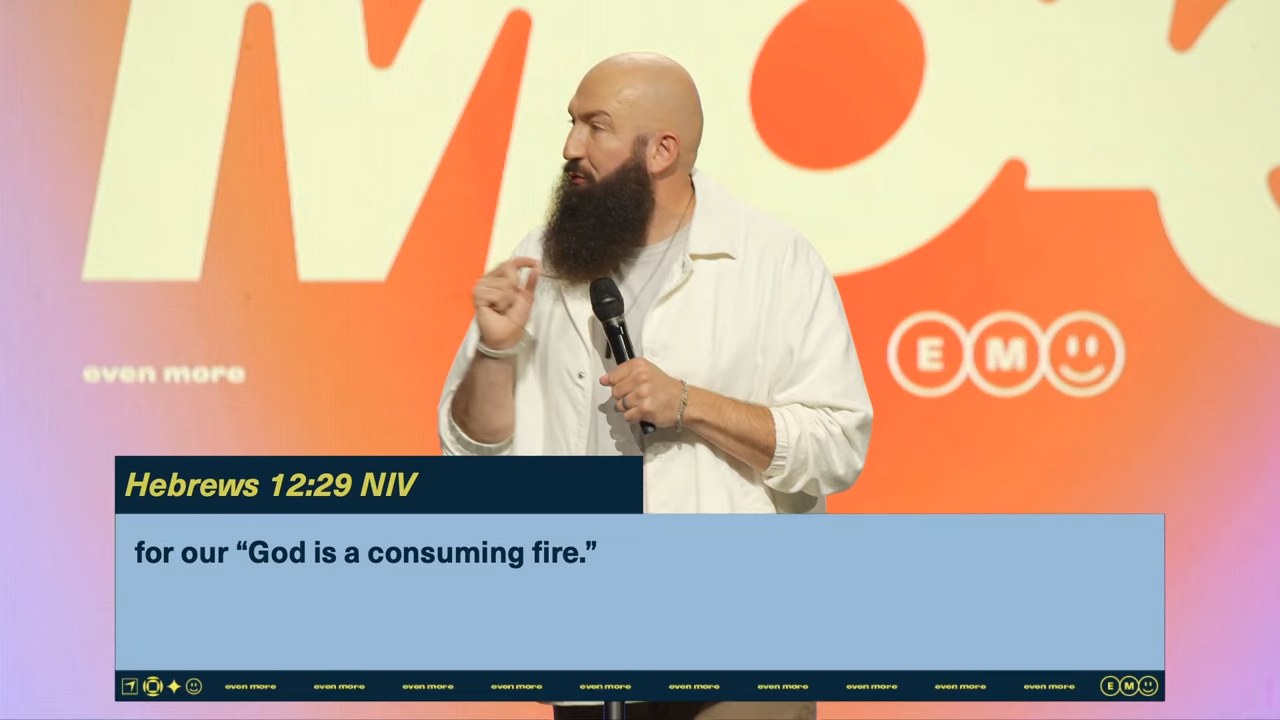 Mo
even more
E M
Hebrews 12:29 NIV
for our “God is a consuming fire.”
even more even more even more even more even more even more even more even more even more even more E M